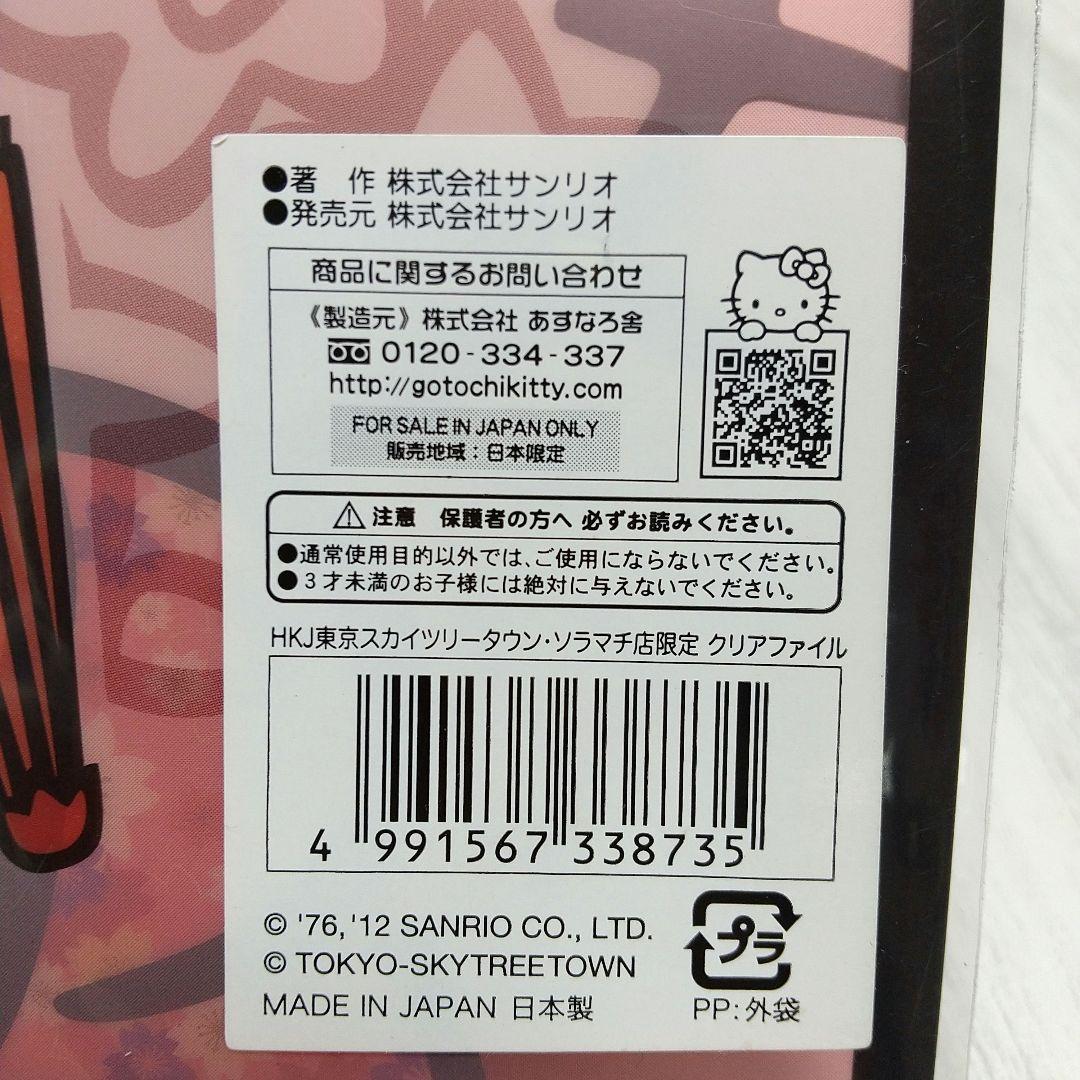 ●著　作 株式会社サンリオ
●発売元 株式会社サンリオ
商品に関するお問い合わせ
《製造元》株式会社 あすなろ舎
0120-334-337
http://gotochikitty.com
FOR SALE IN JAPAN ONLY
販売地域：日本限定
注意　保護者の方へ 必ずお読みください。
●通常使用目的以外では、ご使用にならないでください。
●３才未満のお子様には絶対に与えないでください。
HKJ東京スカイツリータウン・ソラマチ店限定 クリアファイル
4 991567 338735
© '76, '12 SANRIO CO., LTD.
© TOKYO-SKYTREETOWN
MADE IN JAPAN 日本製
プラ
PP:外袋